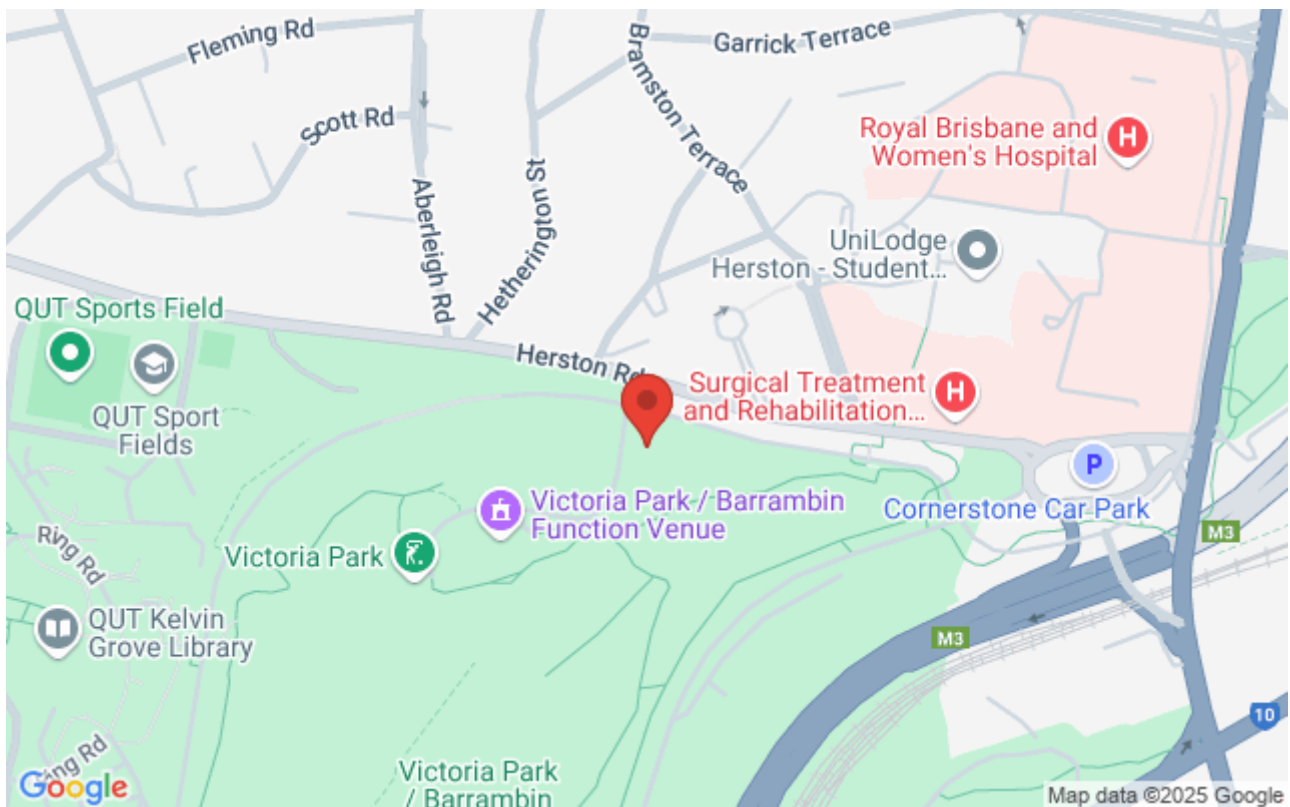 Fleming Rd
Garrick Terrace
Bramston Terrace
Scott Rd
Royal Brisbane and
Women's Hospital
H
Aberleigh Rd
Hetherington St
UniLodge
Herston - Student...
QUT Sports Field
Herston Rd
QUT Sport
Fields
Surgical Treatment
and Rehabilitation...
H
P
Cornerstone Car Park
Victoria Park / Barrambin
Function Venue
M3
Ring Rd
Victoria Park
QUT Kelvin
Grove Library
M3
10
Ring Rd
Victoria Park
/ Barrambin
Google
Map data ©2025 Google